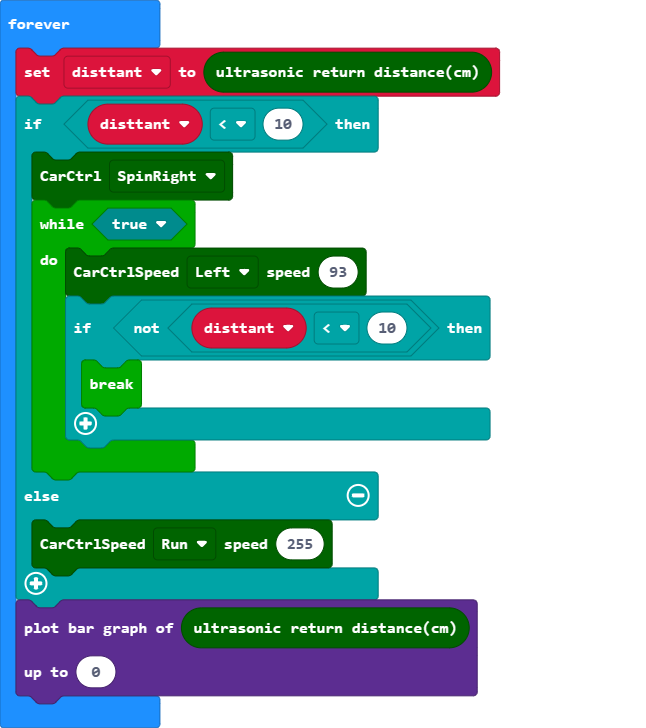 forever
set disttant to ultrasonic return distance(cm)
if disttant < 10 then
CarCtrl SpinRight
while true
do CarCtrlSpeed Left speed 93
if not disttant < 10 then
break
else
CarCtrlSpeed Run speed 255
plot bar graph of ultrasonic return distance(cm)
up to 0